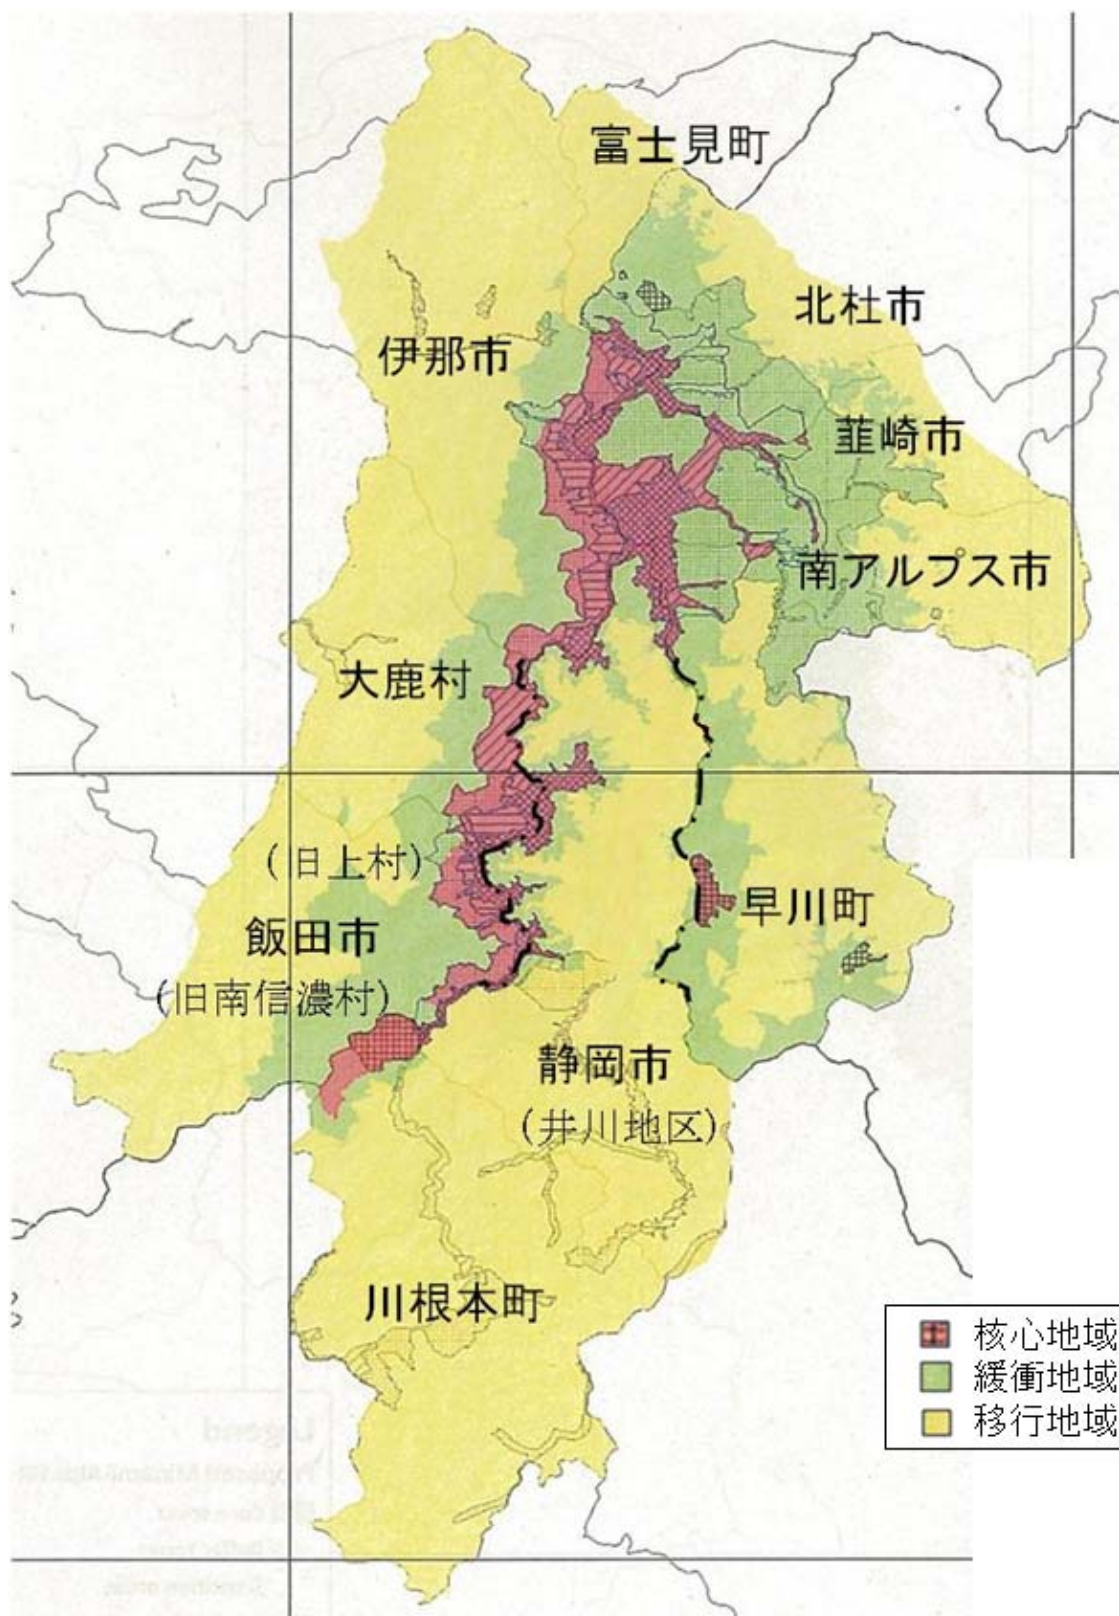 富士見町
北杜市
伊那市
韮崎市
南アルプス市
大鹿村
(旧上村)
早川町
飯田市
(旧南信濃村)
静岡市
(井川地区)
川根本町
核心地域
緩衝地域
移行地域
Legend